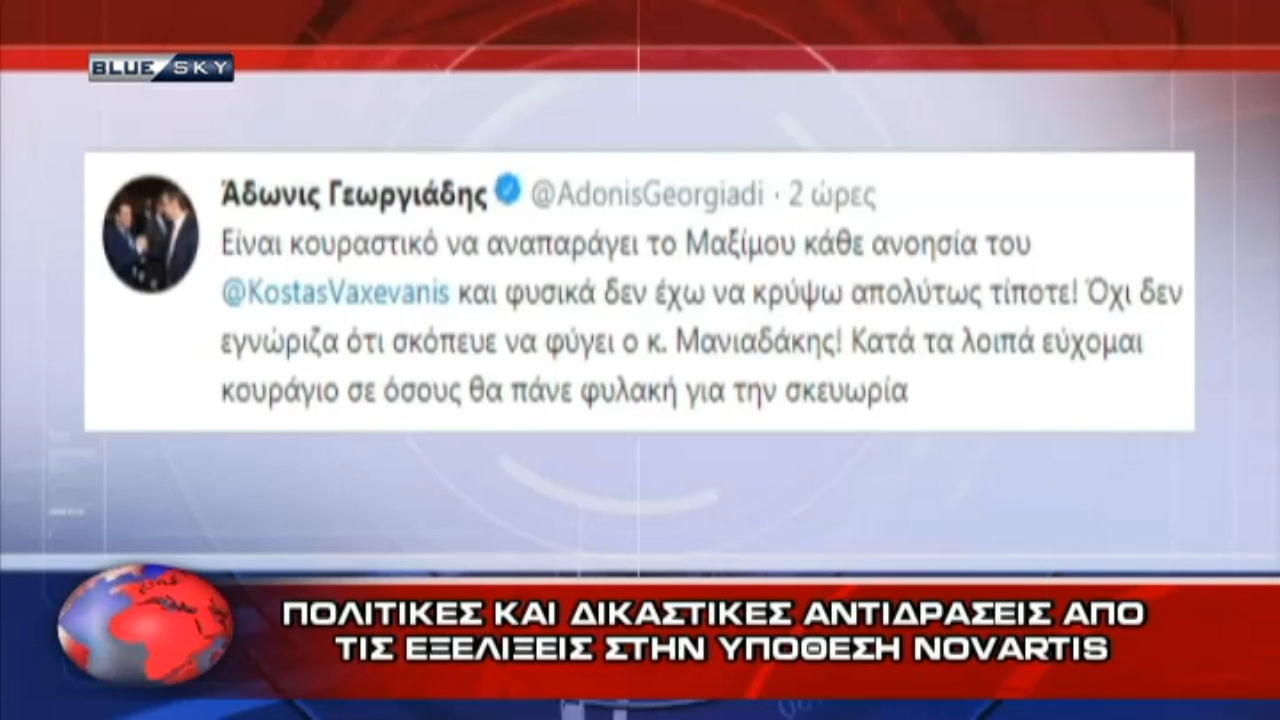 BLUE SKY
Άδωνις Γεωργιάδης @AdonisGeorgiadi · 2 ώρες
Είναι κουραστικό να αναπαράγει το Μαξίμου κάθε ανοησία του
@KostasVaxevanis και φυσικά δεν έχω να κρύψω απολύτως τίποτε! Όχι δεν
εγνώριζα ότι σκόπευε να φύγει ο κ. Μανιαδάκης! Κατά τα λοιπά εύχομαι
κουράγιο σε όσους θα πάνε φυλακή για την σκευωρία
ΠΟΛΙΤΙΚΕΣ ΚΑΙ ΔΙΚΑΣΤΙΚΕΣ ΑΝΤΙΔΡΑΣΕΙΣ ΑΠΟ
ΤΙΣ ΕΞΕΛΙΞΕΙΣ ΣΤΗΝ ΥΠΟΘΕΣΗ NOVARTIS